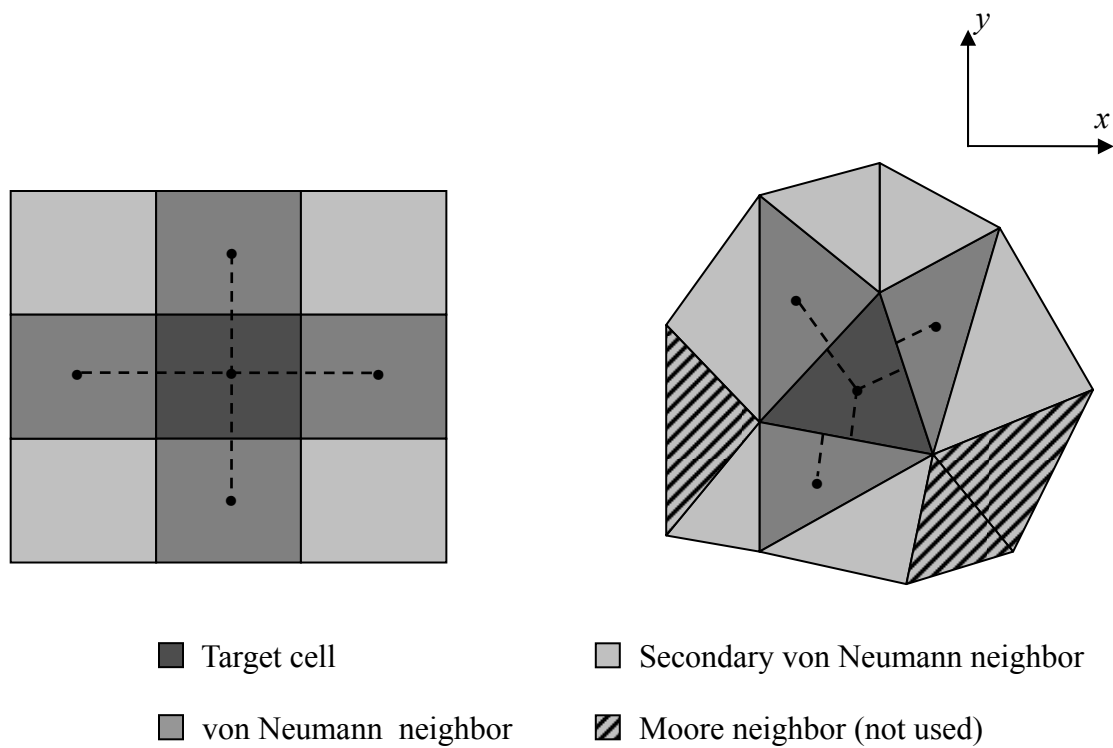 y
x
Target cell
Secondary von Neumann neighbor
von Neumann neighbor
Moore neighbor (not used)